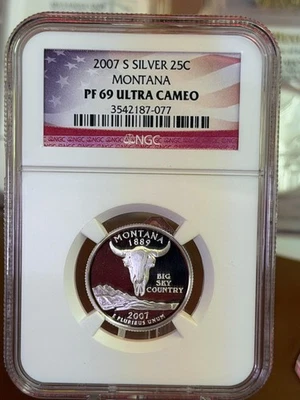 2007 S SILVER 25C
MONTANA
PF 69 ULTRA CAMEO
3542187-077
NGC
MONTANA
1889
BIG
SKY
COUNTRY
2007
E PLURIBUS UNUM